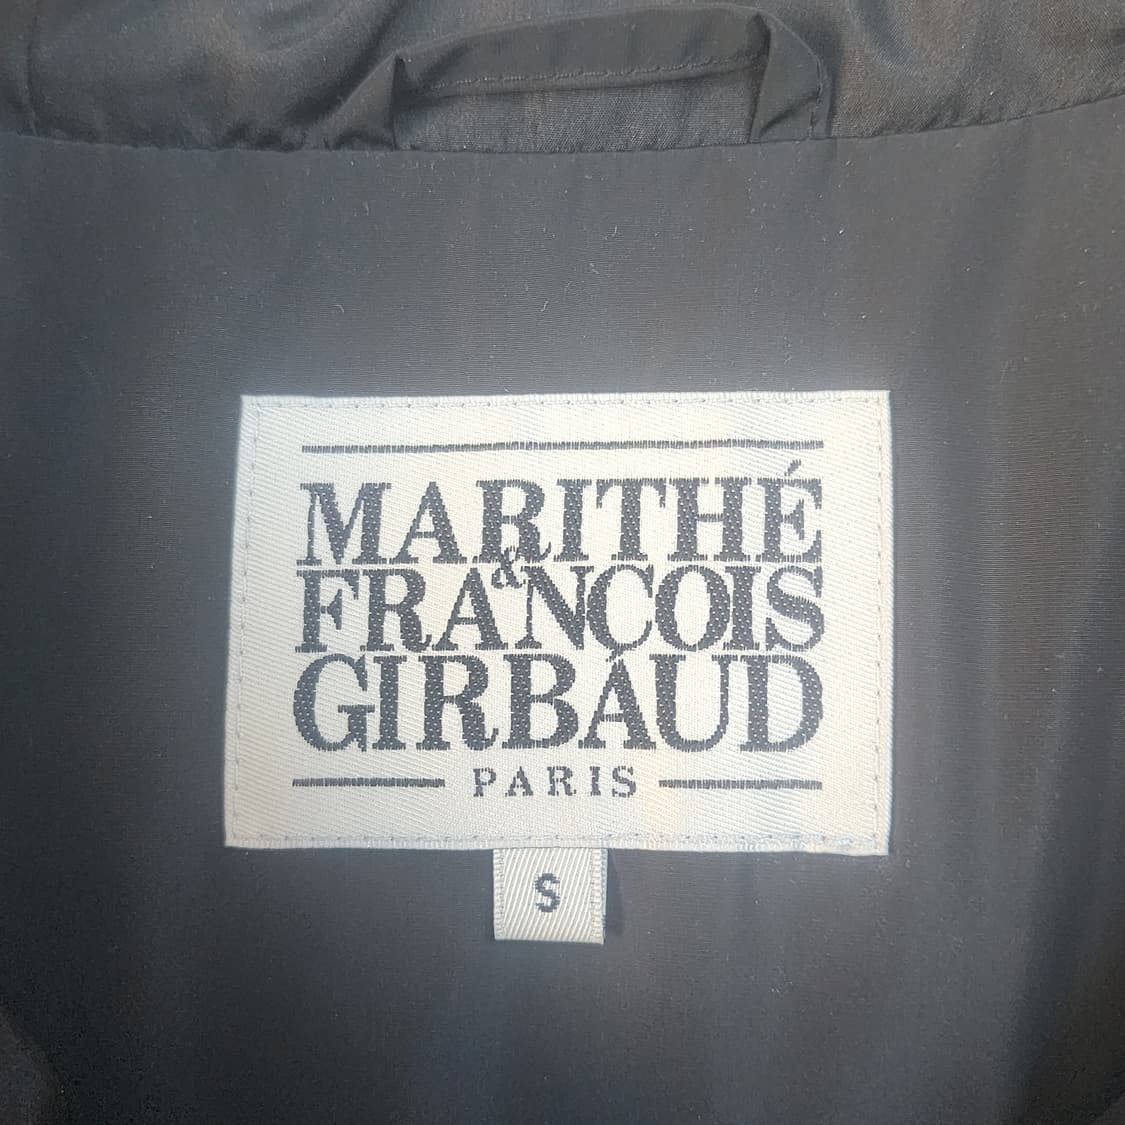 MARITHÉ
&
FRANÇOIS
GIRBAUD
PARIS
S